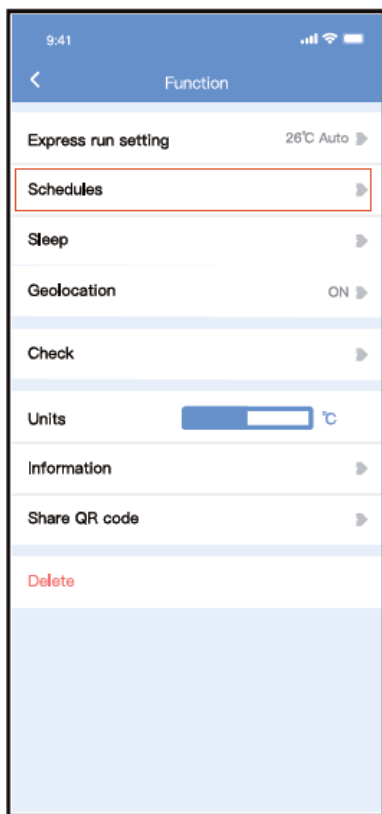 9:41
Function
Express run setting 26℃ Auto
Schedules
Sleep
Geolocation ON
Check
Units ℃
Information
Share QR code
Delete